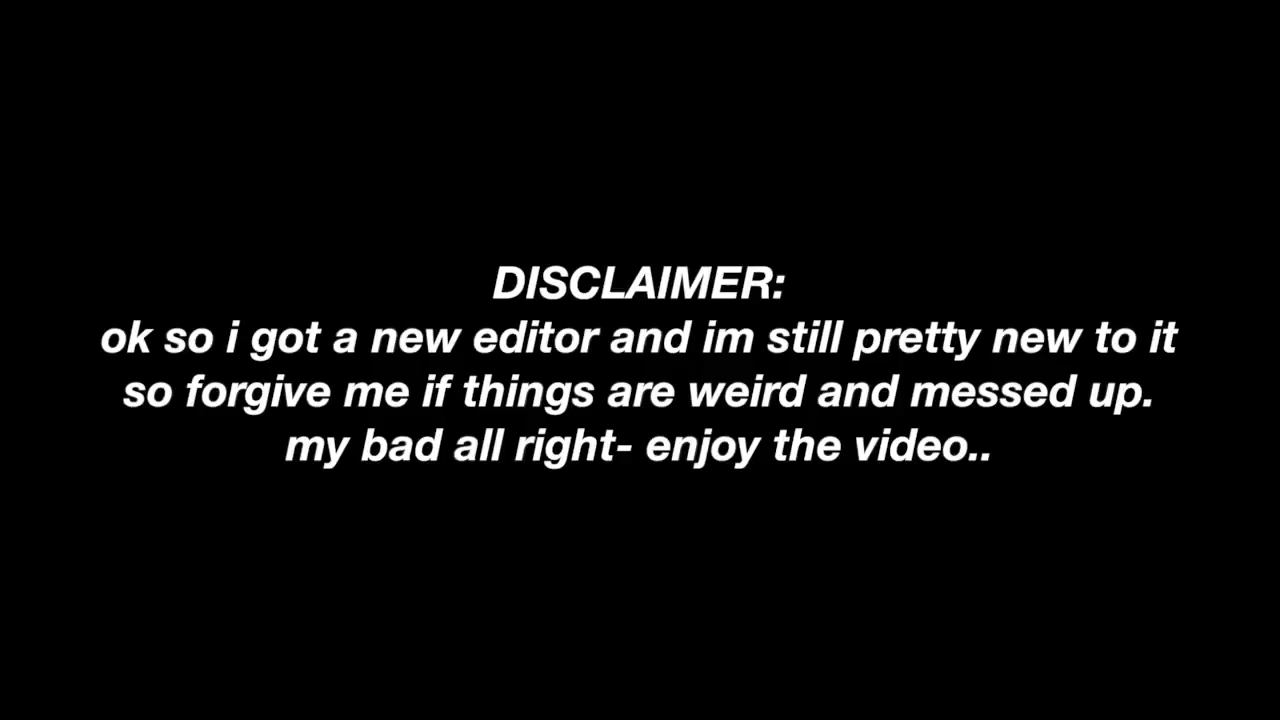 DISCLAIMER:
ok so i got a new editor and im still pretty new to it
so forgive me if things are weird and messed up.
my bad all right- enjoy the video..